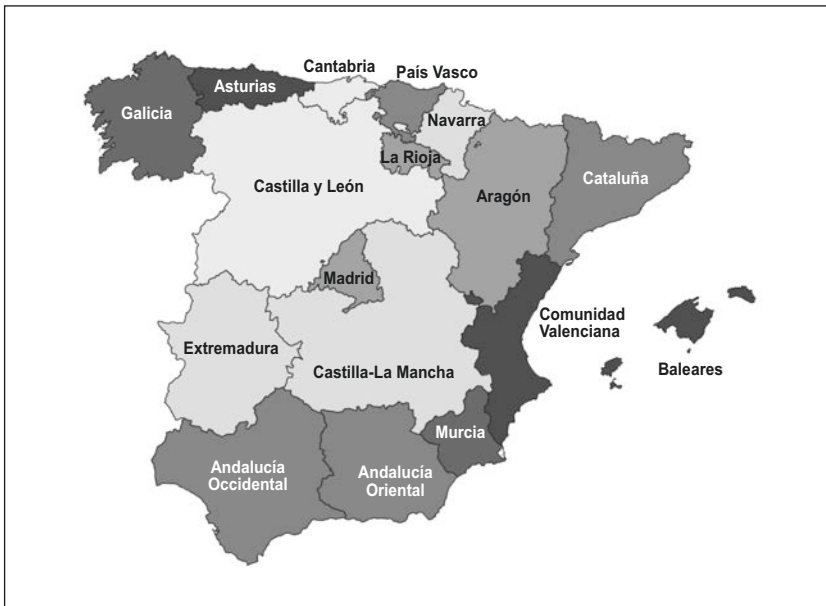 Cantabria
País Vasco
Asturias
Galicia
Navarra
La Rioja
Castilla y León
Cataluña
Aragón
Madrid
Comunidad
Valenciana
Extremadura
Castilla-La Mancha
Baleares
Murcia
Andalucía
Occidental
Andalucía
Oriental